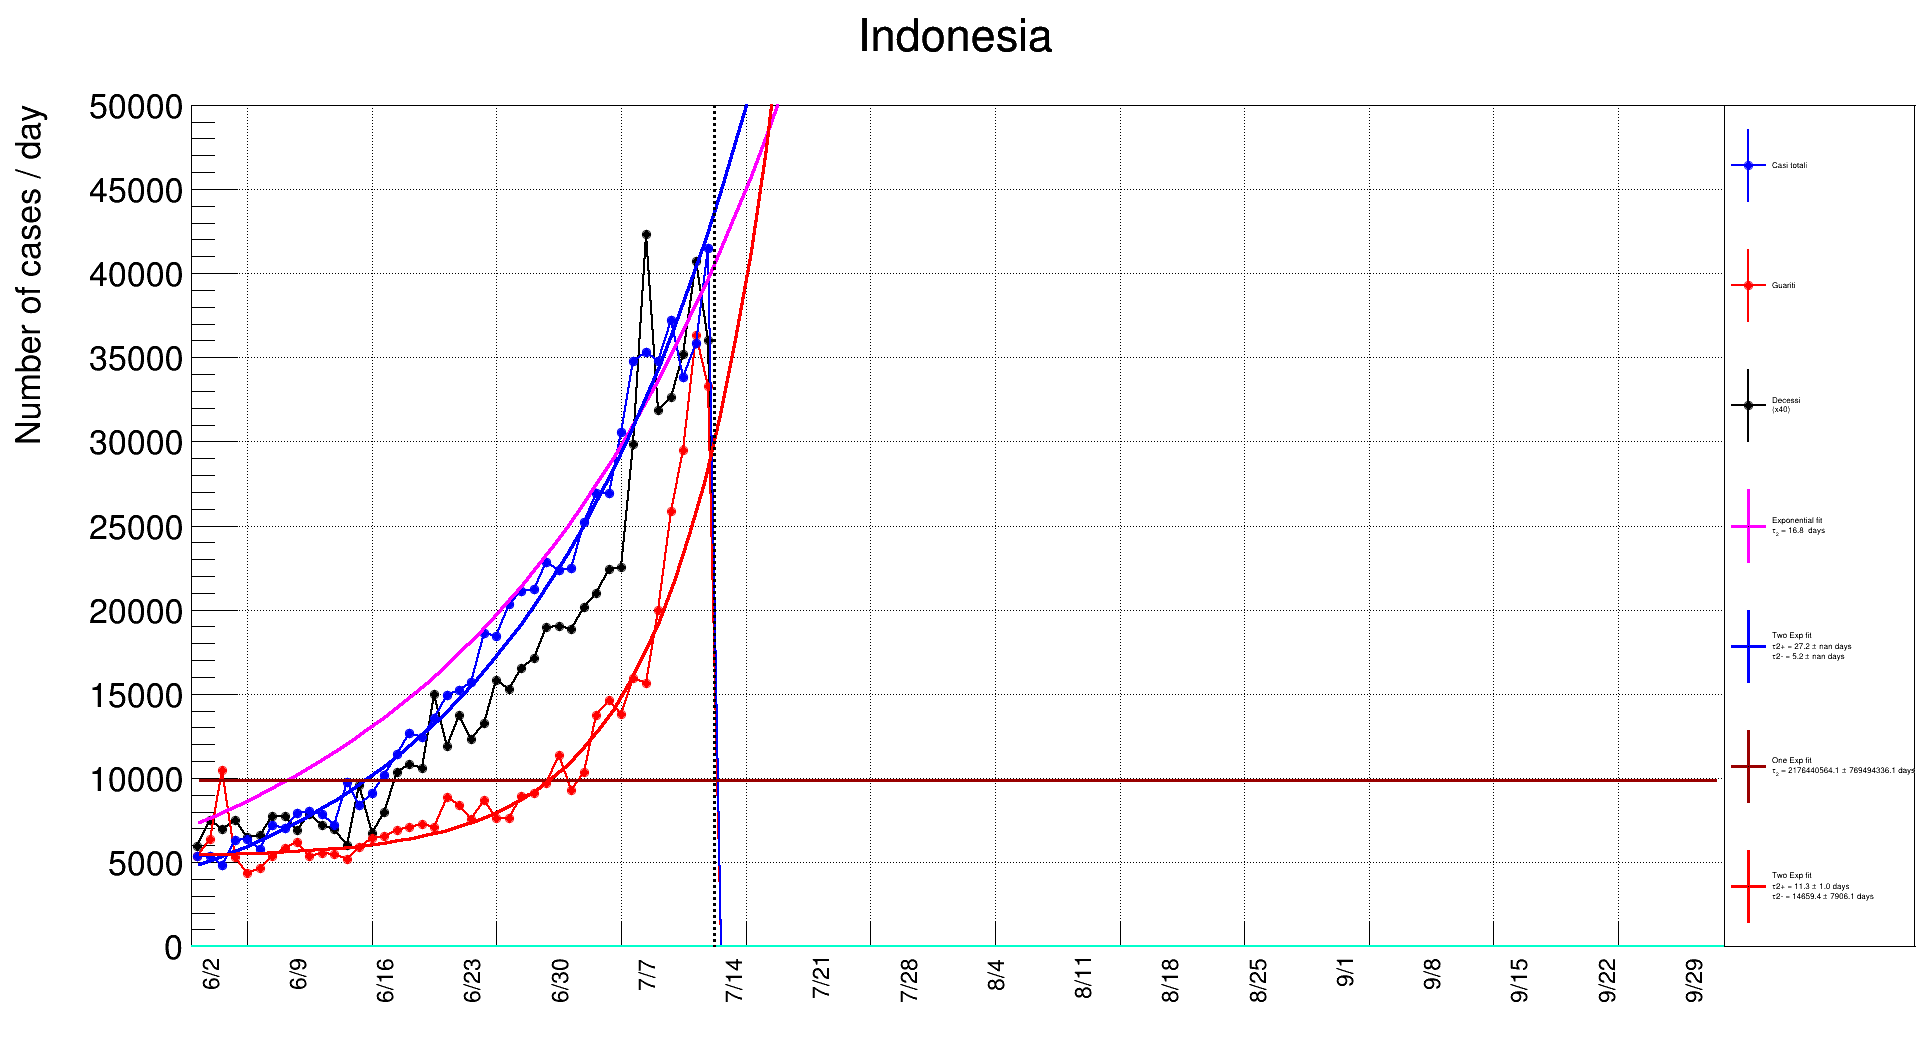 Indonesia
Number of cases / day
50000
45000
40000
35000
30000
25000
20000
15000
10000
5000
0
6/2
6/9
6/16
6/23
6/30
7/7
7/14
7/21
7/28
8/4
8/11
8/18
8/25
9/1
9/8
9/15
9/22
9/29
Casi totali
Guariti
Decessi
(x40)
Exponential fit
τ2 = 16.8 days
Two Exp fit
τ2+ = 27.2 ± nan days
τ2- = 5.2 ± nan days
One Exp fit
τ2 = 2176440564.1 ± 769494336.1 days
Two Exp fit
τ2+ = 11.3 ± 1.0 days
τ2- = 14659.4 ± 7906.1 days